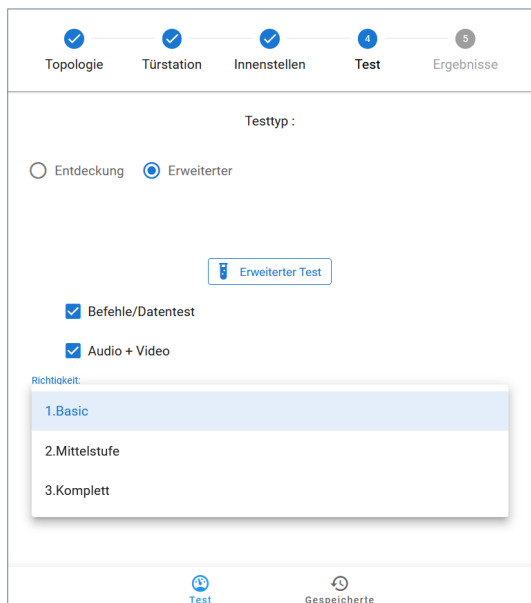 4 5
Topologie Türstation Innenstellen Test Ergebnisse
Testtyp :
Entdeckung Erweiterter
Erweiterter Test
Befehle/Datentest
Audio + Video
Richtigkeit:
1.Basic
2.Mittelstufe
3.Komplett
Test Gespeicherte